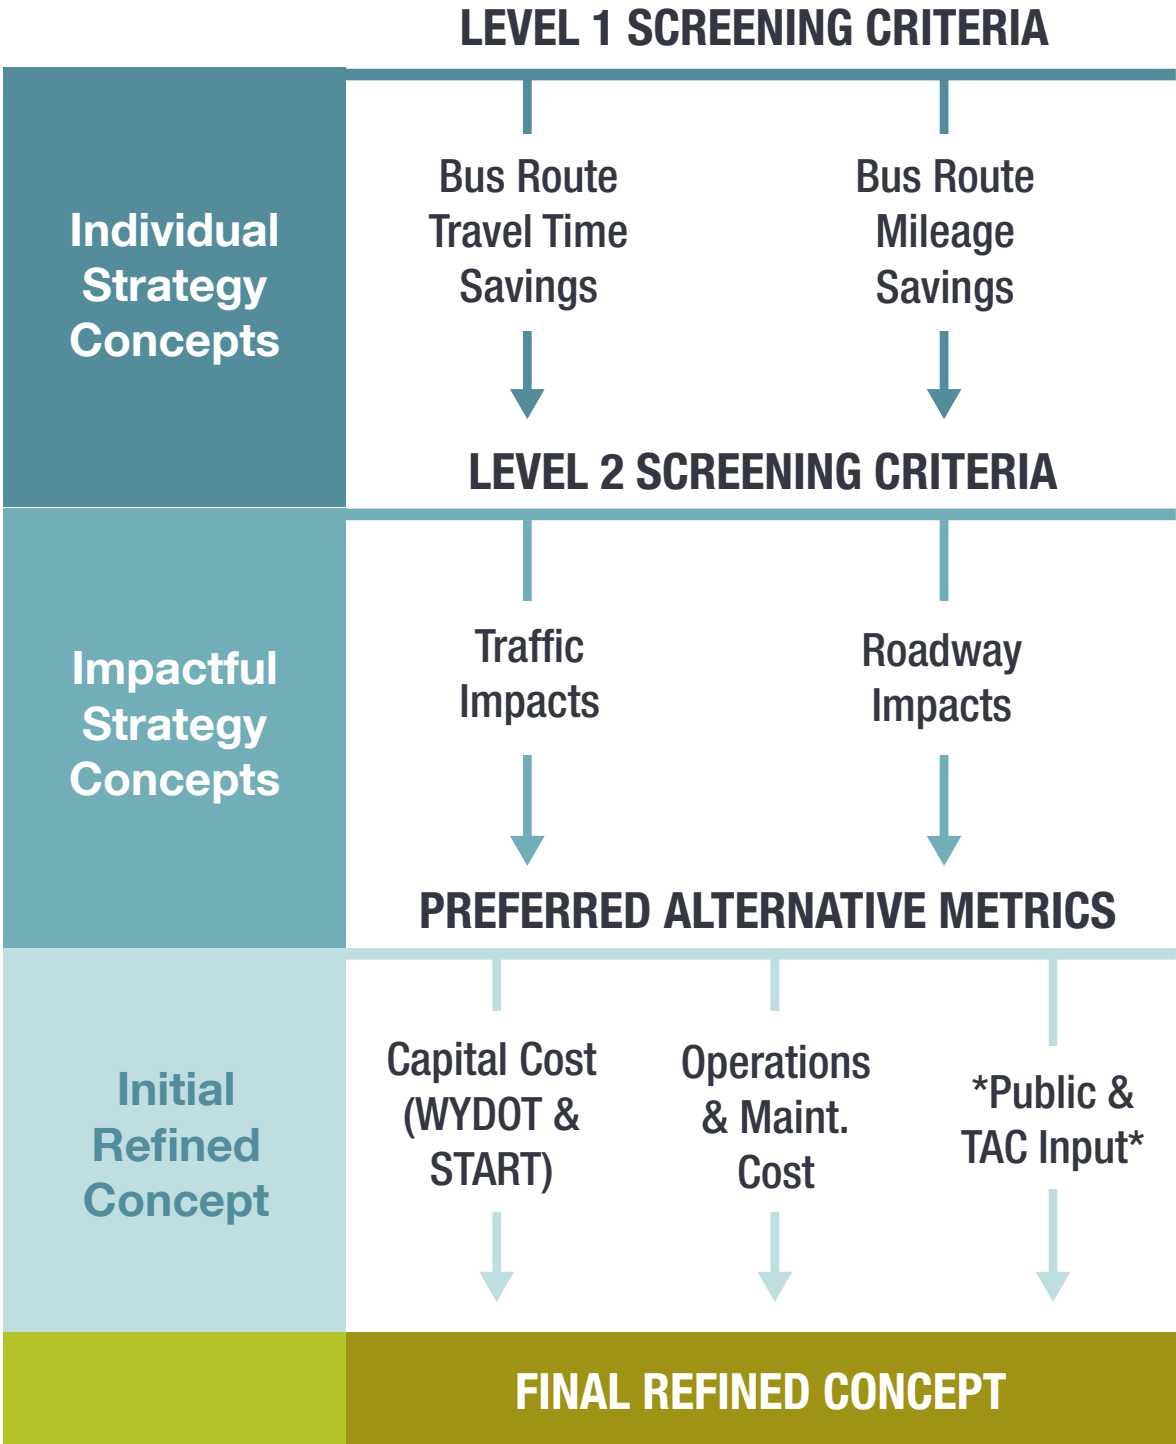 LEVEL 1 SCREENING CRITERIA
Individual
Strategy
Concepts
Bus Route
Travel Time
Savings
Bus Route
Mileage
Savings
LEVEL 2 SCREENING CRITERIA
Impactful
Strategy
Concepts
Traffic
Impacts
Roadway
Impacts
PREFERRED ALTERNATIVE METRICS
Initial
Refined
Concept
Capital Cost
(WYDOT &
START)
Operations
& Maint.
Cost
*Public &
TAC Input*
FINAL REFINED CONCEPT